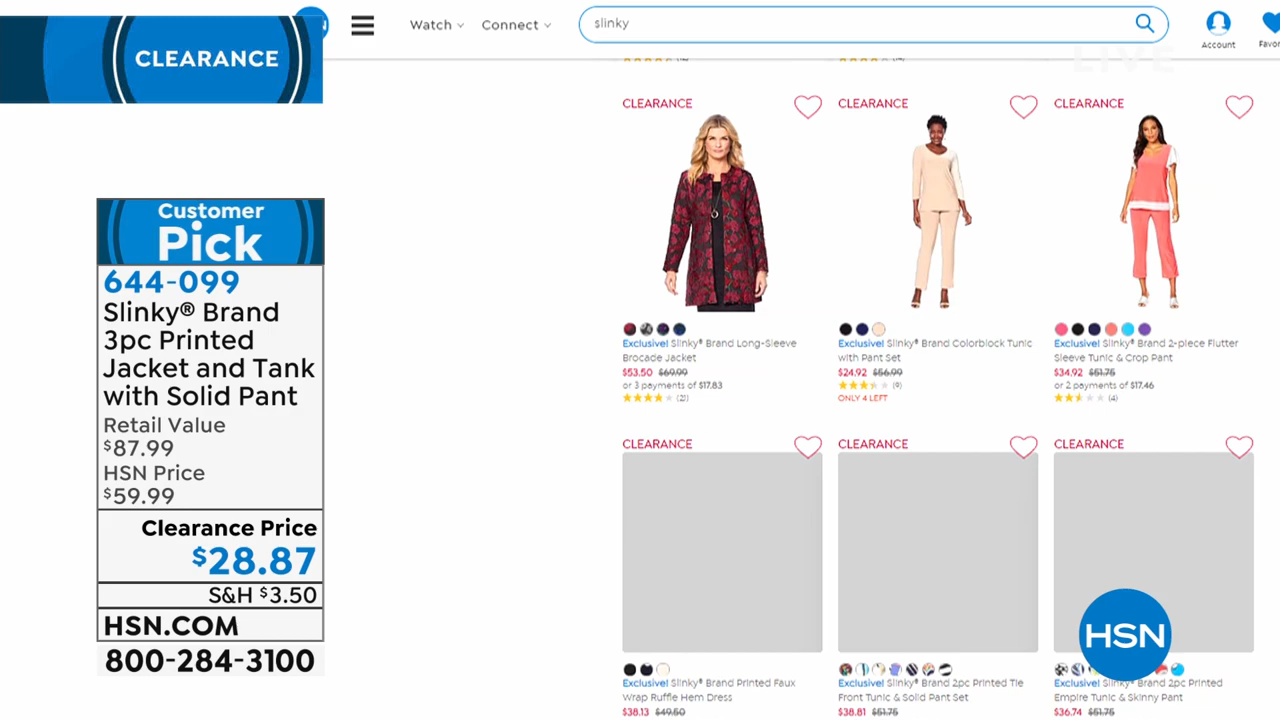 CLEARANCE
Watch
Connect
slinky
Account
LIVE
Customer
Pick
644-099
Slinky® Brand
3pc Printed
Jacket and Tank
with Solid Pant
Retail Value
$87.99
HSN Price
$59.99
Clearance Price
$28.87
S&H $3.50
HSN.COM
800-284-3100
CLEARANCE
Exclusive! Slinky® Brand Long-Sleeve
Brocade Jacket
$53.50 $69.99
or 3 payments of $17.83
(21)
CLEARANCE
Exclusive! Slinky® Brand Colorblock Tunic
with Pant Set
$24.92 $56.99
(9)
ONLY 4 LEFT
CLEARANCE
Exclusive! Slinky® Brand 2-piece Flutter
Sleeve Tunic & Crop Pant
$34.92 $51.75
or 2 payments of $17.46
(4)
CLEARANCE
Exclusive! Slinky® Brand Printed Faux
Wrap Ruffle Hem Dress
$38.13 $49.50
CLEARANCE
Exclusive! Slinky® Brand 2pc Printed Tie
Front Tunic & Solid Pant Set
$38.81 $51.75
CLEARANCE
Exclusive! Slinky® Brand 2pc Printed
Empire Tunic & Skinny Pant
$36.74 $51.75
HSN